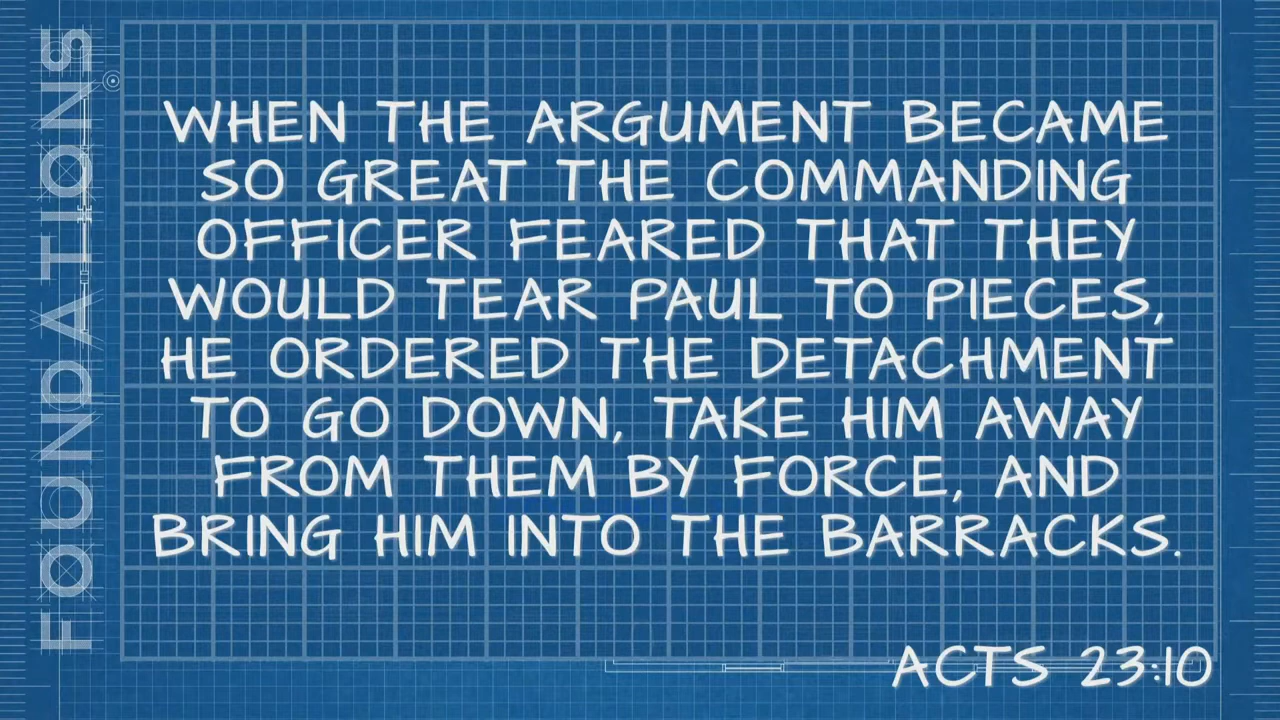 FOUNDATIONS
WHEN THE ARGUMENT BECAME
SO GREAT THE COMMANDING
OFFICER FEARED THAT THEY
WOULD TEAR PAUL TO PIECES,
HE ORDERED THE DETACHMENT
TO GO DOWN, TAKE HIM AWAY
FROM THEM BY FORCE, AND
BRING HIM INTO THE BARRACKS.
ACTS 23:10